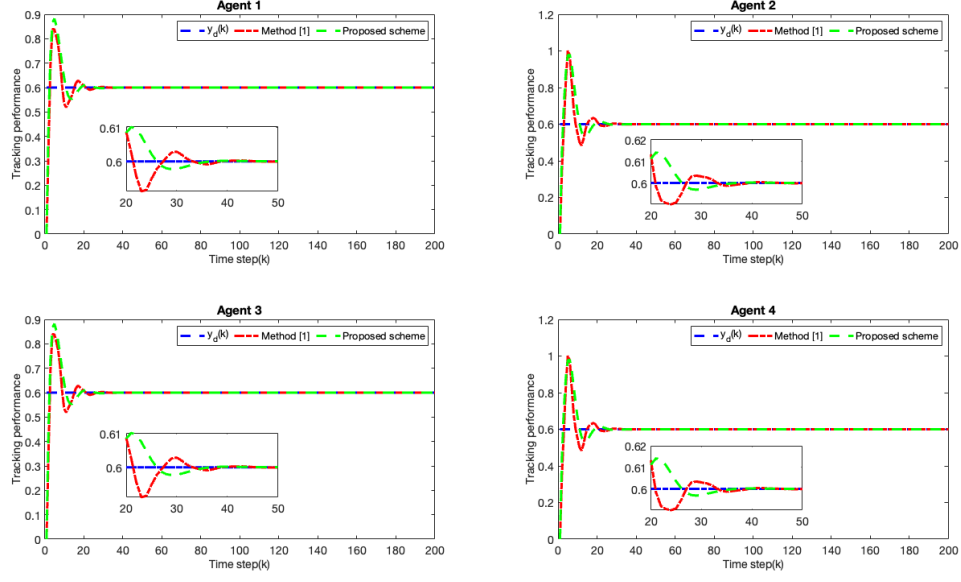 Agent 1
y_d(k) Method [1] Proposed scheme
Tracking performance
0.9
0.8
0.7
0.6
0.5
0.4
0.3
0.2
0.1
0
0.61
0.6
20 30 40 50
0 20 40 60 80 100 120 140 160 180 200
Time step(k)
Agent 2
y_d(k) Method [1] Proposed scheme
Tracking performance
1.2
1
0.8
0.6
0.4
0.2
0
0.62
0.61
0.6
20 30 40 50
0 20 40 60 80 100 120 140 160 180 200
Time step(k)
Agent 3
y_d(k) Method [1] Proposed scheme
Tracking performance
0.9
0.8
0.7
0.6
0.5
0.4
0.3
0.2
0.1
0
0.61
0.6
20 30 40 50
0 20 40 60 80 100 120 140 160 180 200
Time step(k)
Agent 4
y_d(k) Method [1] Proposed scheme
Tracking performance
1.2
1
0.8
0.6
0.4
0.2
0
0.62
0.61
0.6
20 30 40 50
0 20 40 60 80 100 120 140 160 180 200
Time step(k)